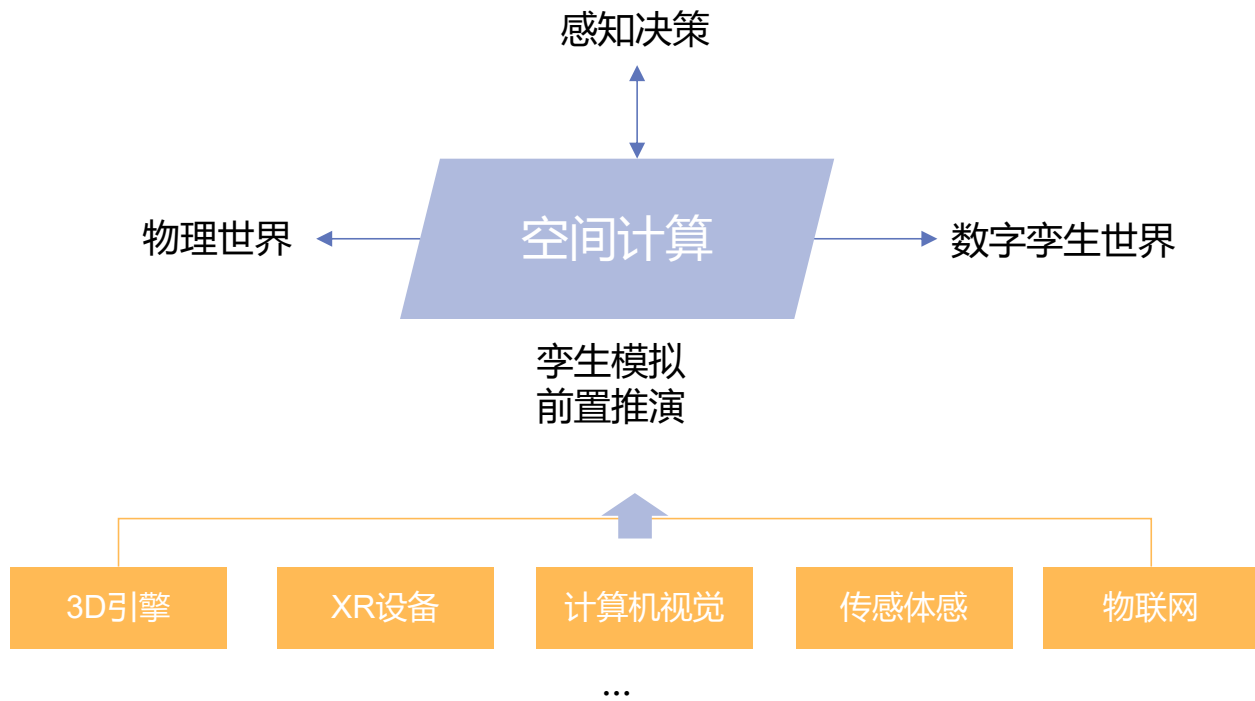 感知决策
物理世界
空间计算
数字孪生世界
孪生模拟
前置推演
3D引擎
XR设备
计算机视觉
传感体感
物联网
...